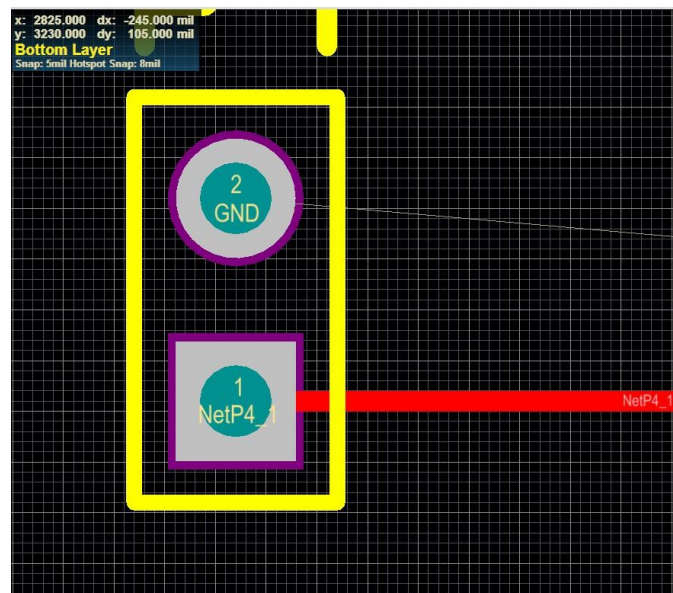 x: 2825.000 dx: -245.000 mil
y: 3230.000 dy: 105.000 mil
Bottom Layer
Snap: 5mil Hotspot Snap: 8mil
2
GND
1
NetP4_1
NetP4_1